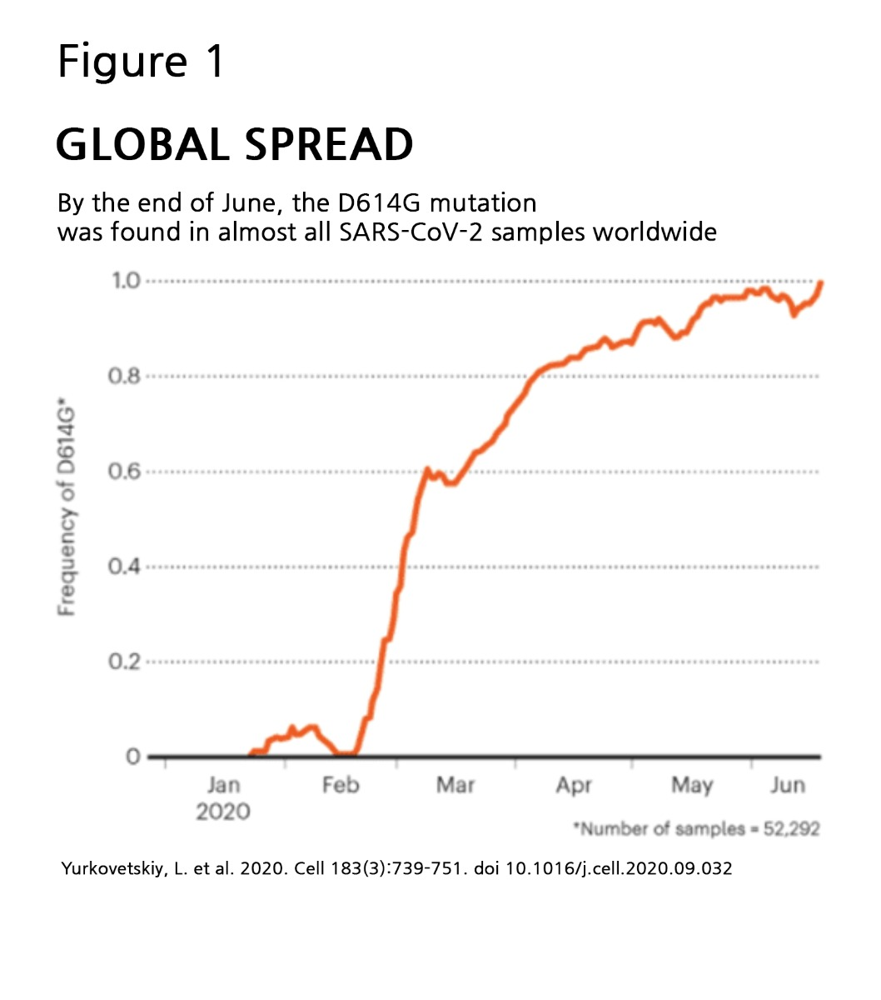 Figure 1
GLOBAL SPREAD
By the end of June, the D614G mutation
was found in almost all SARS-CoV-2 samples worldwide
Frequency of D614G*
1.0
0.8
0.6
0.4
0.2
0
Jan Feb Mar Apr May Jun
2020
*Number of samples = 52,292
Yurkovetskiy, L. et al. 2020. Cell 183(3):739-751. doi 10.1016/j.cell.2020.09.032